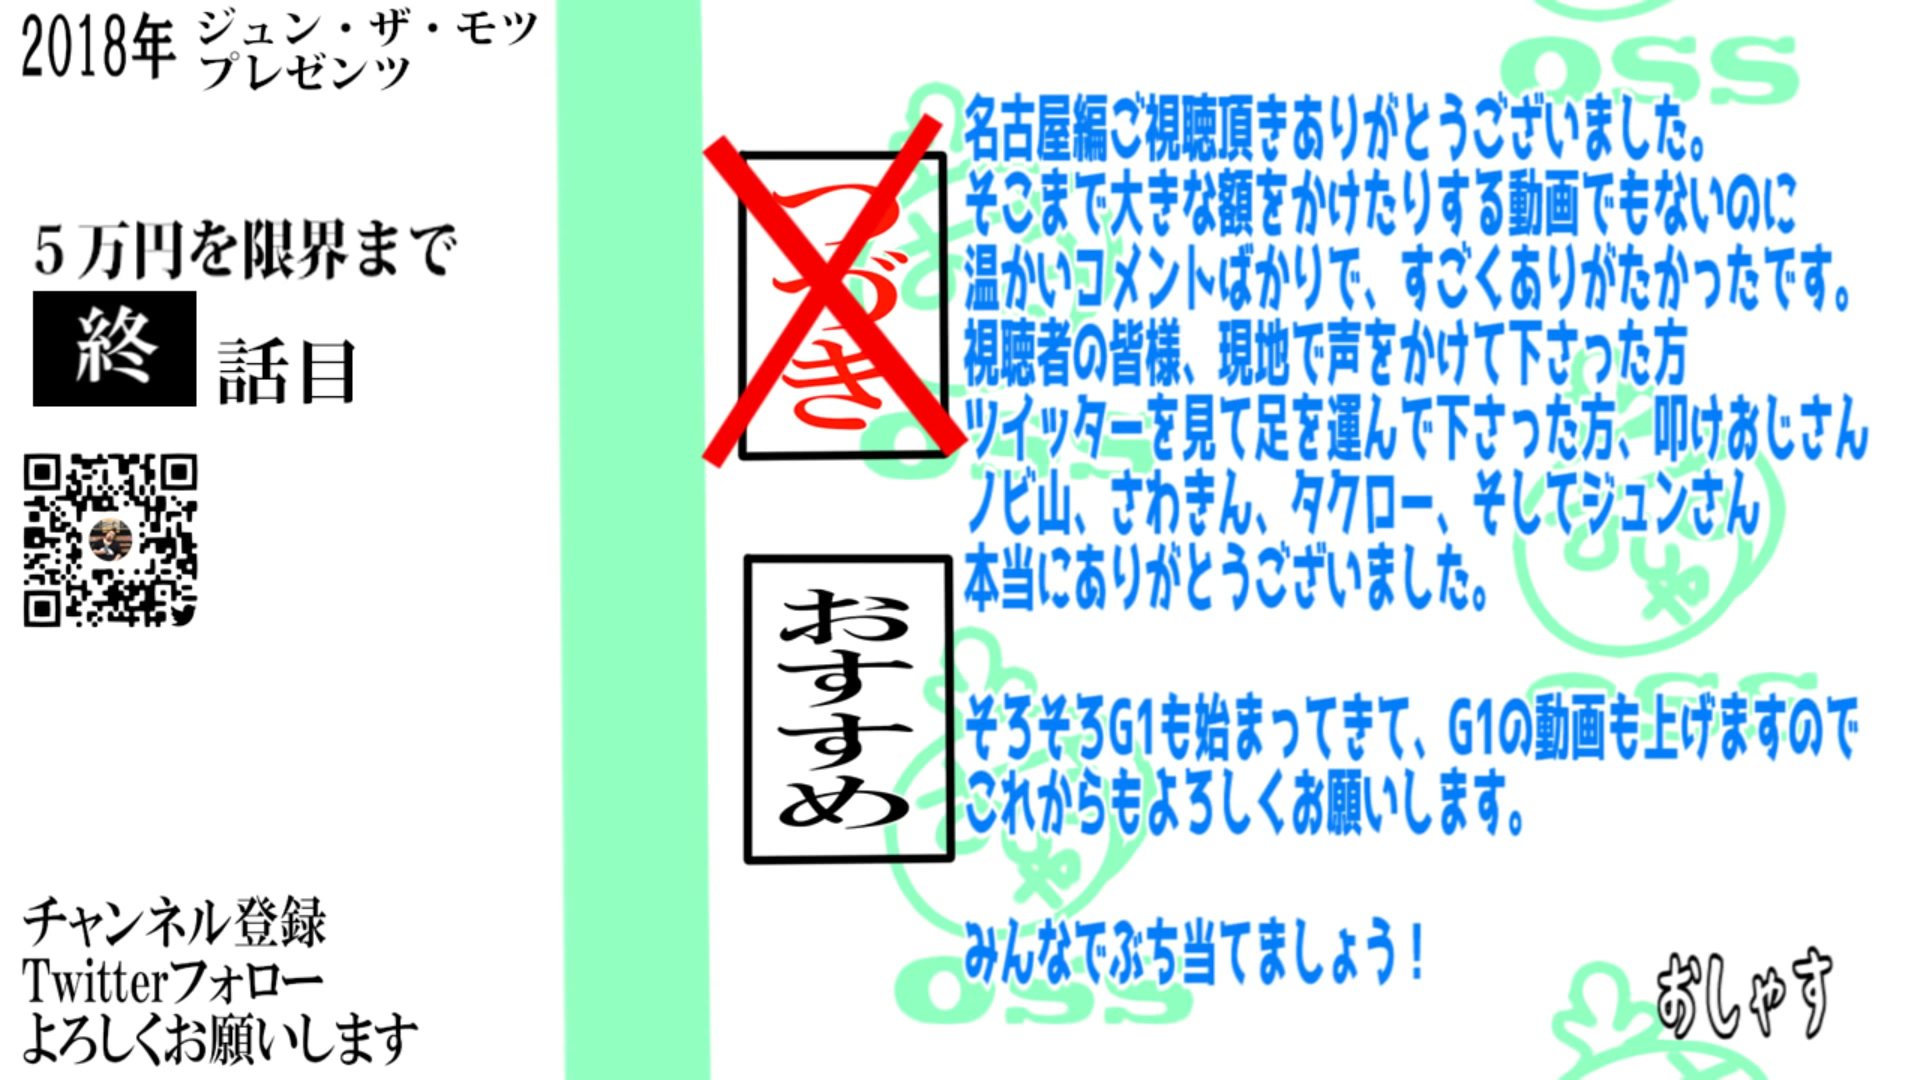 2018年
ジュン・ザ・モツ
プレゼンツ
5万円を限界まで
終
話目
チャンネル登録
Twitterフォロー
よろしくお願いします
つづき
おすすめ
名古屋編ご視聴頂きありがとうございました。
そこまで大きな額をかけたりする動画でもないのに
温かいコメントばかりで、すごくありがたかったです。
視聴者の皆様、現地で声をかけて下さった方
ツイッターを見て足を運んで下さった方、叩けおじさん
ノビ山、さわきん、タクロー、そしてジュンさん
本当にありがとうございました。
そろそろG1も始まってきて、G1の動画も上げますので
これからもよろしくお願いします。
みんなでぶち当てましょう！
おしゃす
oss
oss
oss
oss